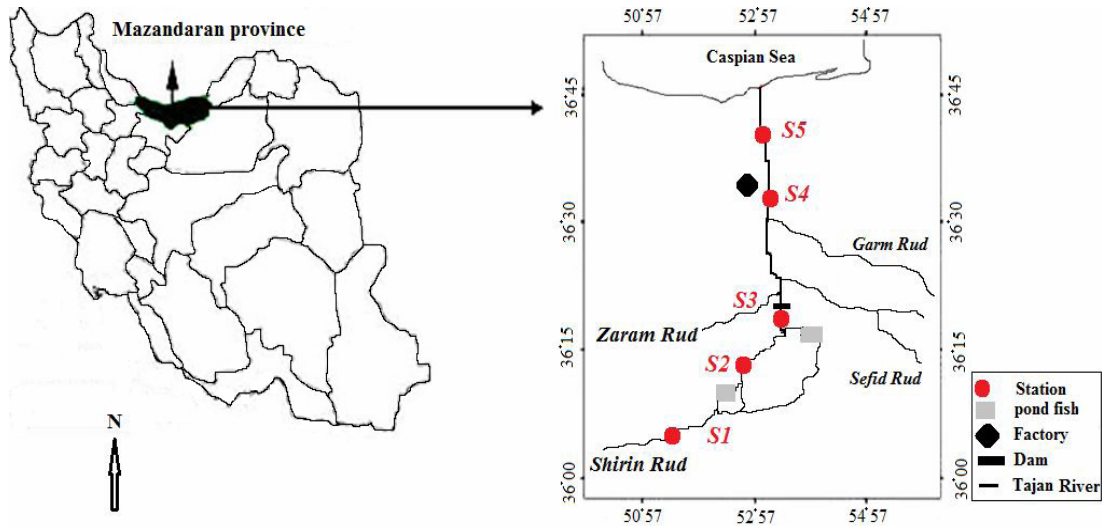 Mazandaran province
N
50˚57
52˚57
54˚57
Caspian Sea
36˚45
36˚45
S5
S4
36˚30
36˚30
Garm Rud
S3
Zaram Rud
36˚15
36˚15
S2
Sefid Rud
S1
Shirin Rud
36˚00
36˚00
50˚57
52˚57
54˚57
Station
pond fish
Factory
Dam
Tajan River